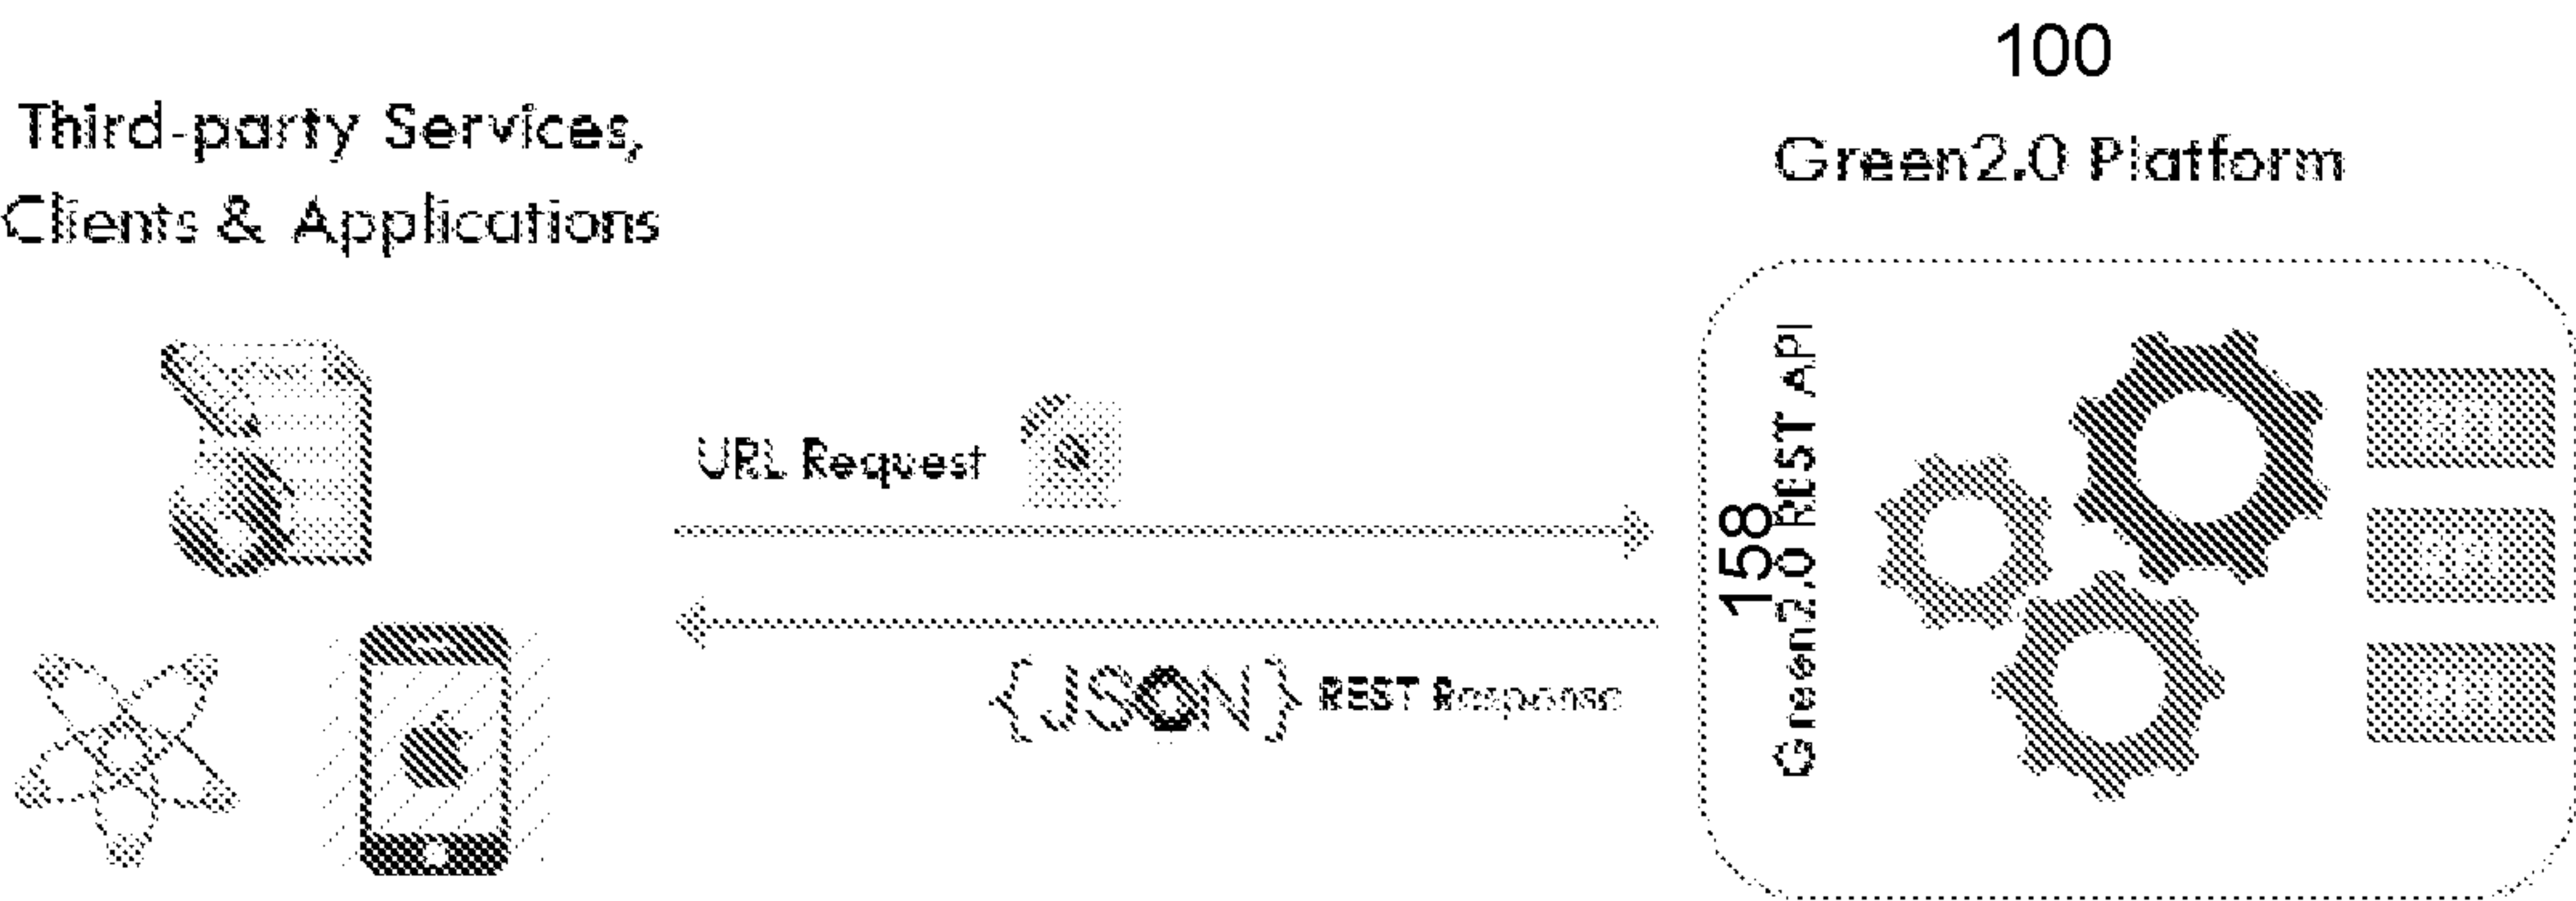 100
Third-party Services,
Clients & Applications
Green2.0 Platform
URL Request
{JSON} REST Response
158
Green2.0 REST API